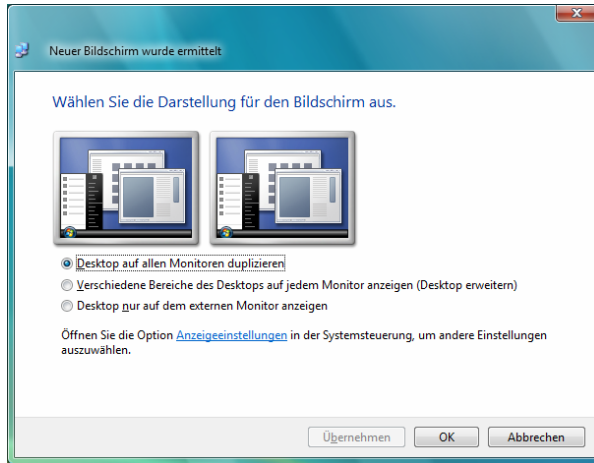 Neuer Bildschirm wurde ermittelt
Wählen Sie die Darstellung für den Bildschirm aus.
Desktop auf allen Monitoren duplizieren
Verschiedene Bereiche des Desktops auf jedem Monitor anzeigen (Desktop erweitern)
Desktop nur auf dem externen Monitor anzeigen
Öffnen Sie die Option Anzeigeeinstellungen in der Systemsteuerung, um andere Einstellungen
auszuwählen.
Übernehmen OK Abbrechen